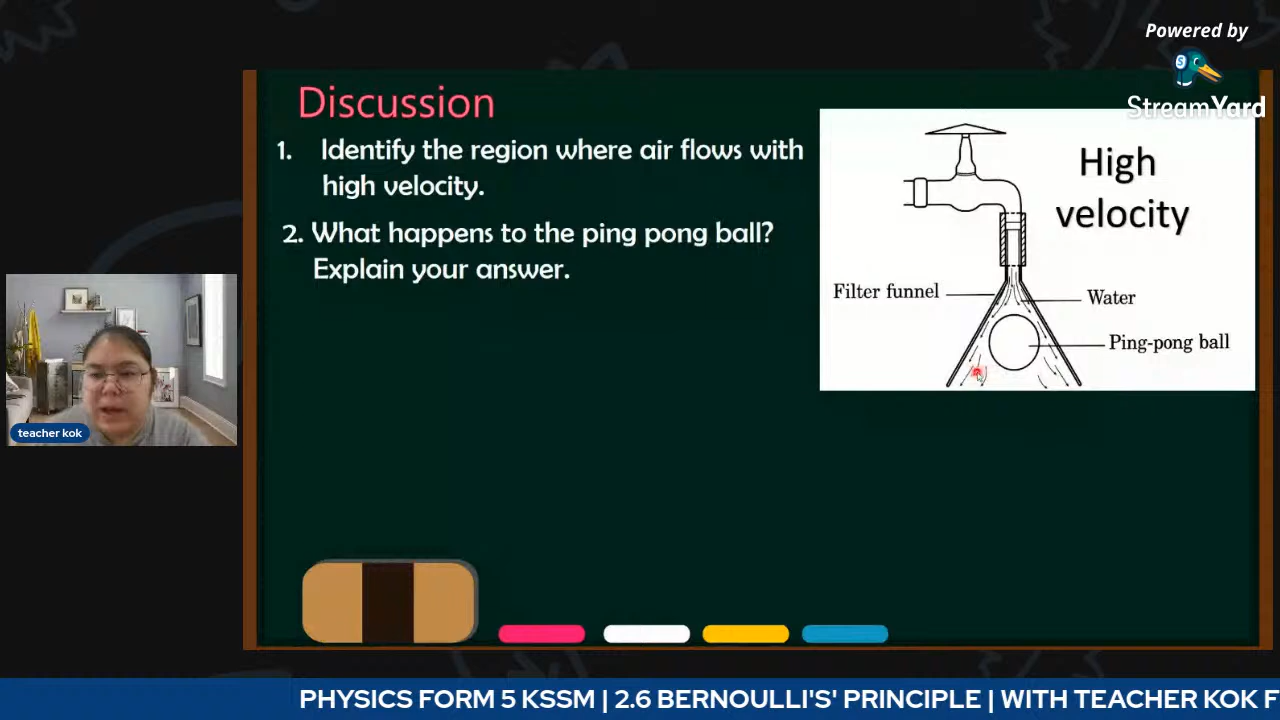 Powered by
StreamYard
Discussion
1. Identify the region where air flows with
high velocity.
2. What happens to the ping pong ball?
Explain your answer.
High
velocity
Filter funnel
Water
Ping-pong ball
teacher kok
PHYSICS FORM 5 KSSM | 2.6 BERNOULLI'S' PRINCIPLE | WITH TEACHER KOK F